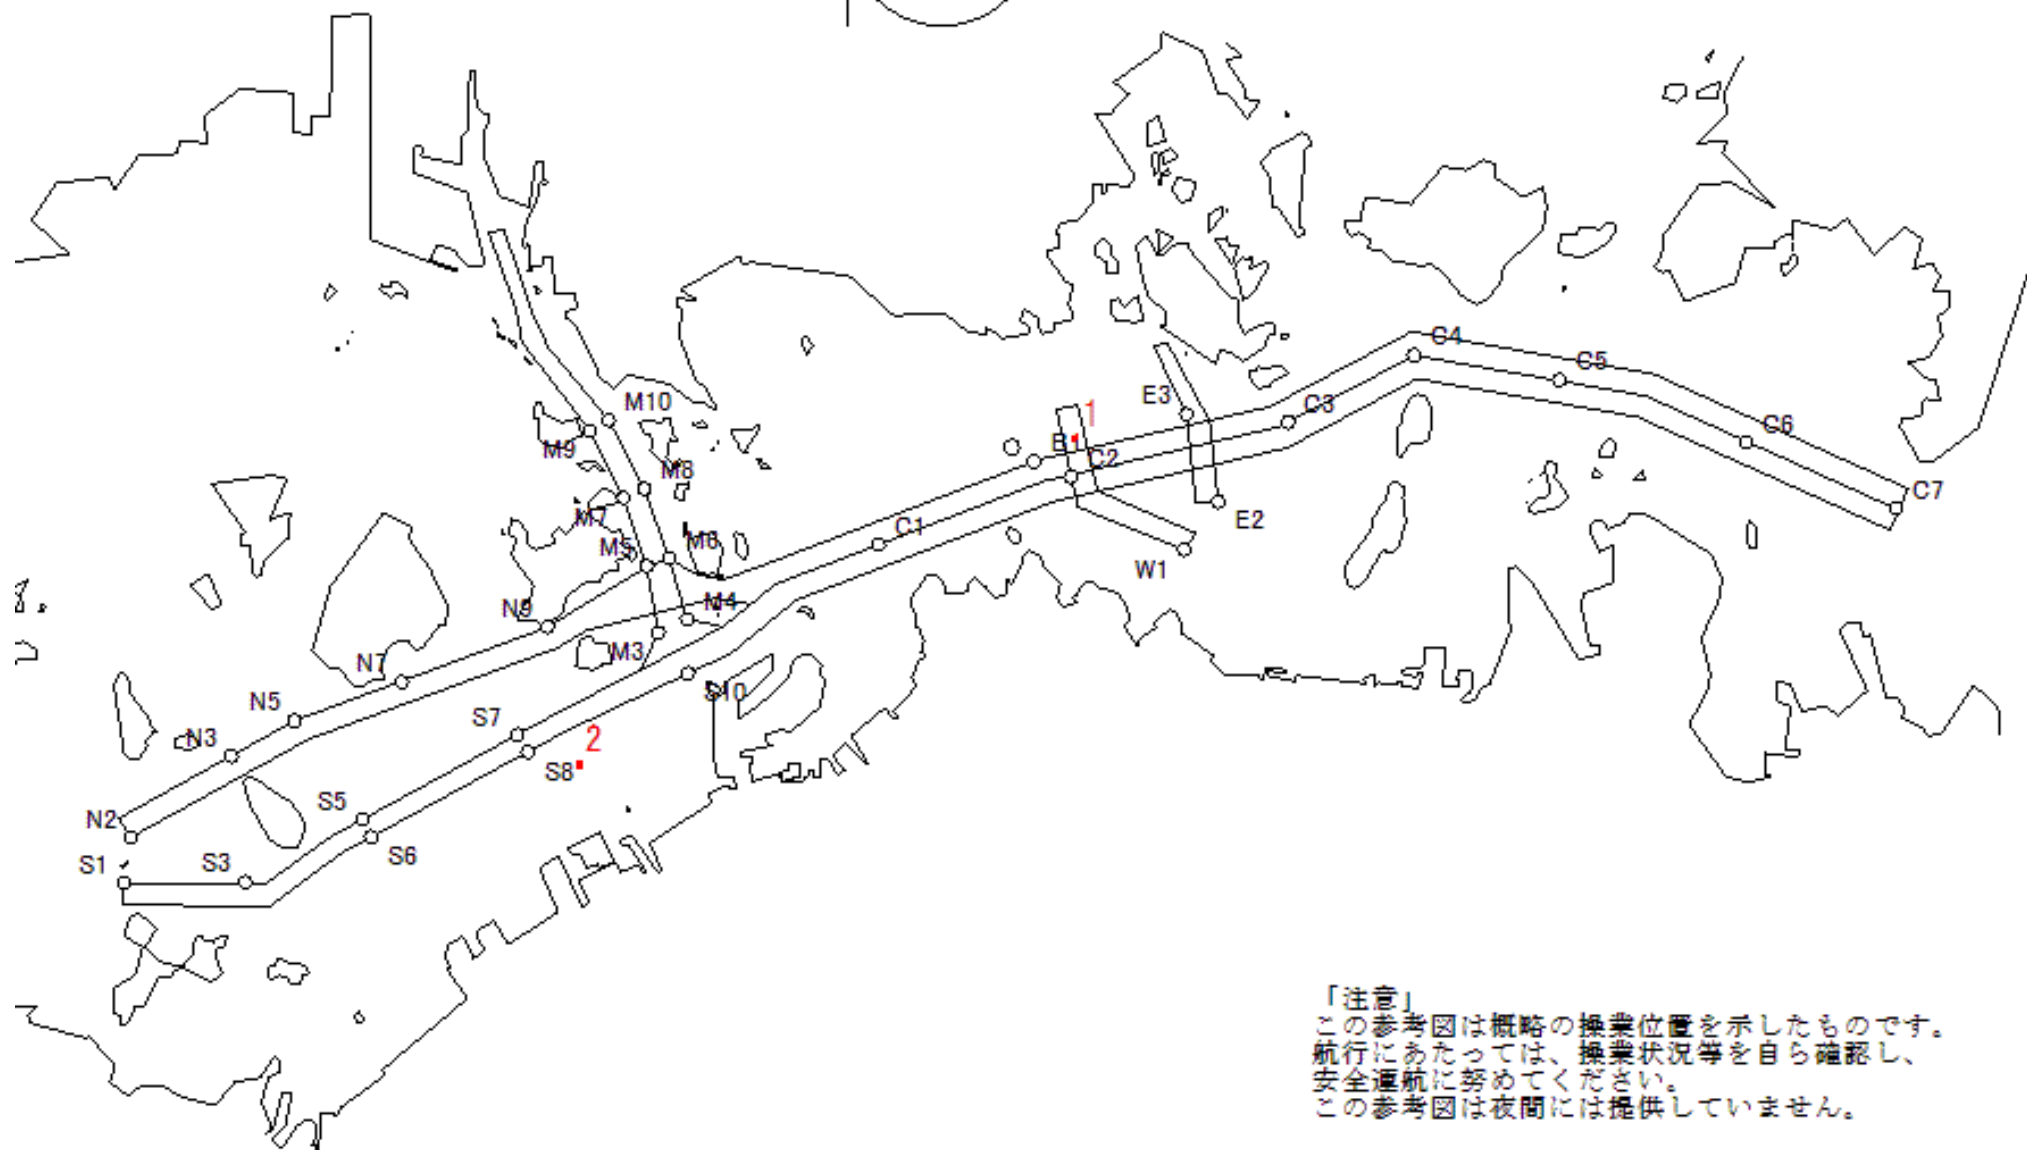 C4
C5
E3
1
M10
C3
C6
B1
M9
C2
M8
C7
M7
E2
C1
M5
M6
W1
N9
M4
M3
N7
S10
N5
S7
N3
2
S8
S5
N2
S6
S1
S3
「注意」
この参考図は概略の操業位置を示したものです。
航行にあたっては、操業状況等を自ら確認し、
安全運航に努めてください。
この参考図は夜間には提供していません。